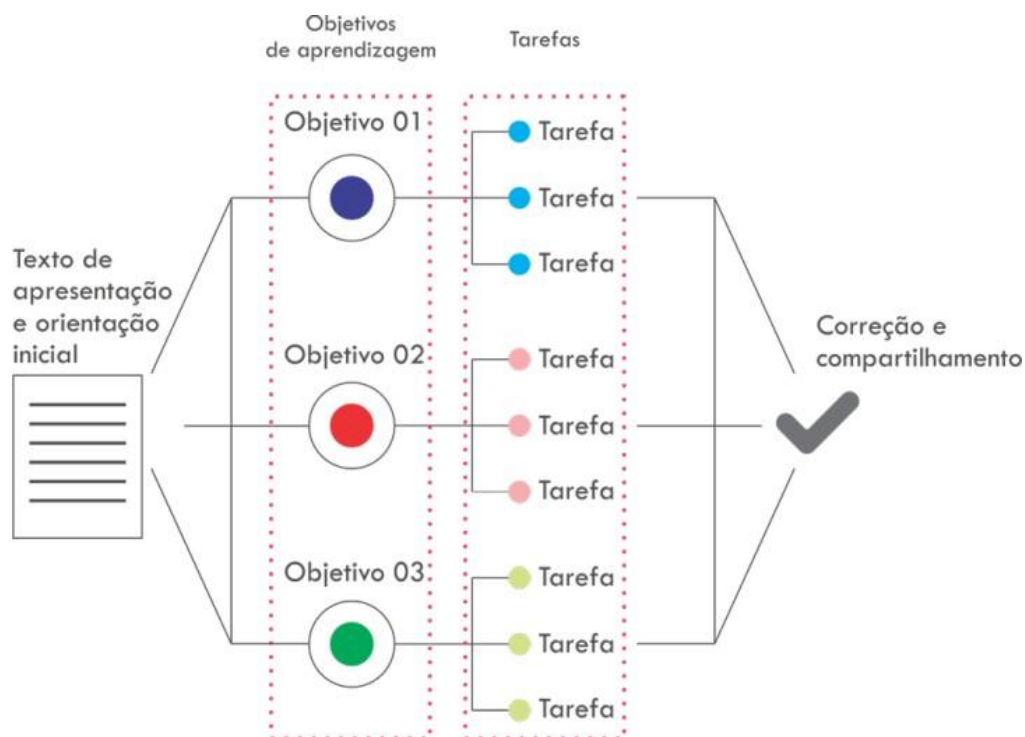 Objetivos
de aprendizagem
Tarefas
Texto de
apresentação
e orientação
inicial
Objetivo 01
Tarefa
Tarefa
Tarefa
Objetivo 02
Tarefa
Tarefa
Tarefa
Objetivo 03
Tarefa
Tarefa
Tarefa
Correção e
compartilhamento